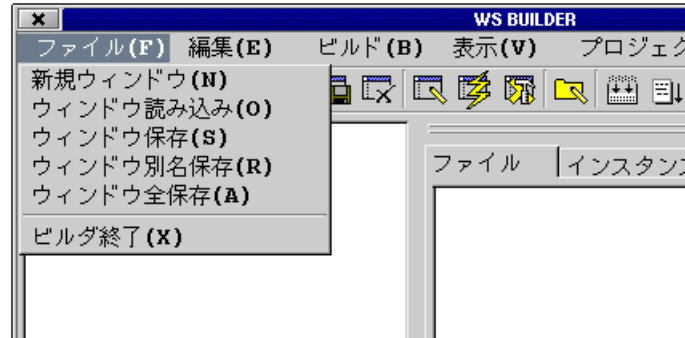 WS BUILDER
ファイル(F) 編集(E) ビルド(B) 表示(V) プロジェク
新規ウィンドウ(N)
ウィンドウ読み込み(O)
ウィンドウ保存(S)
ウィンドウ別名保存(R)
ウィンドウ全保存(A)
ビルダ終了(X)
ファイル インスタン